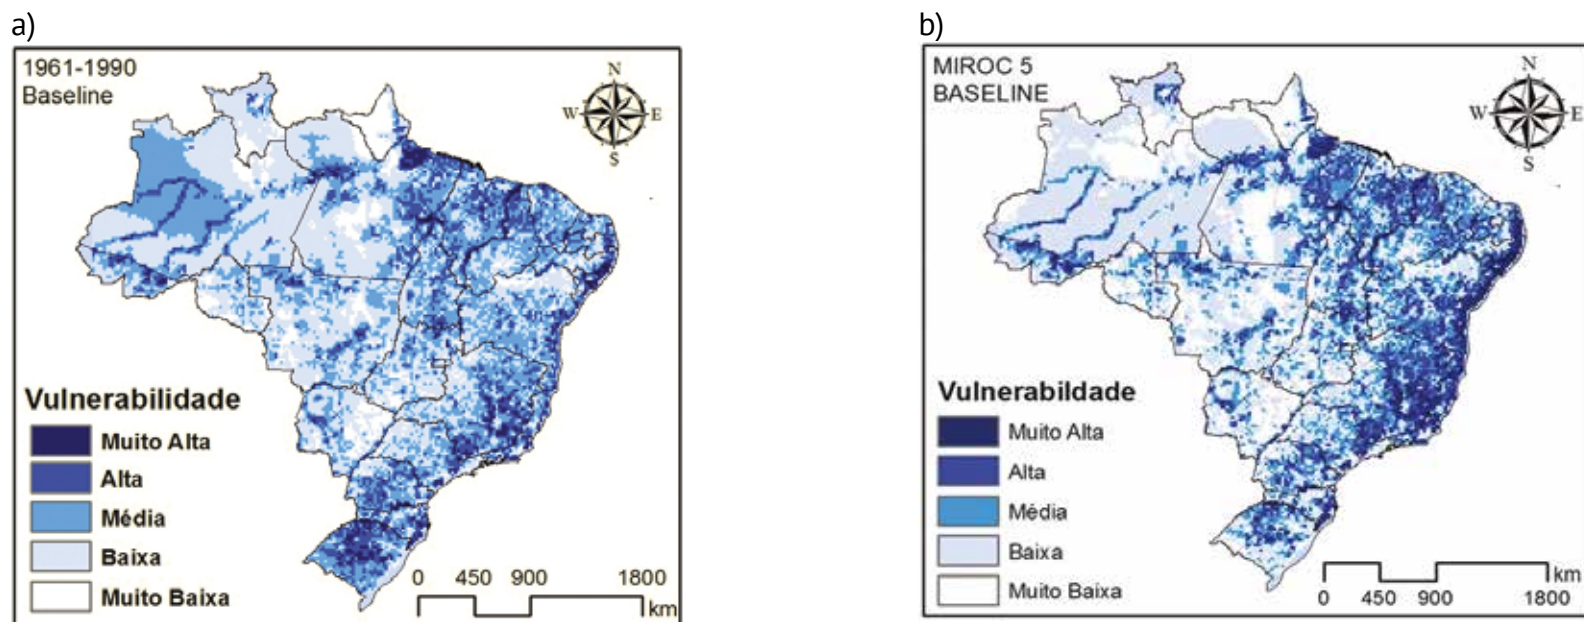 a)
1961-1990
Baseline
N
W
E
S
Vulnerabilidade
Muito Alta
Alta
Média
Baixa
Muito Baixa
0 450 900 1800
km
b)
MIROC 5
BASELINE
N
W
E
S
Vulnerabildade
Muito Alta
Alta
Média
Baixa
Muito Baixa
km
0 450 900 1800